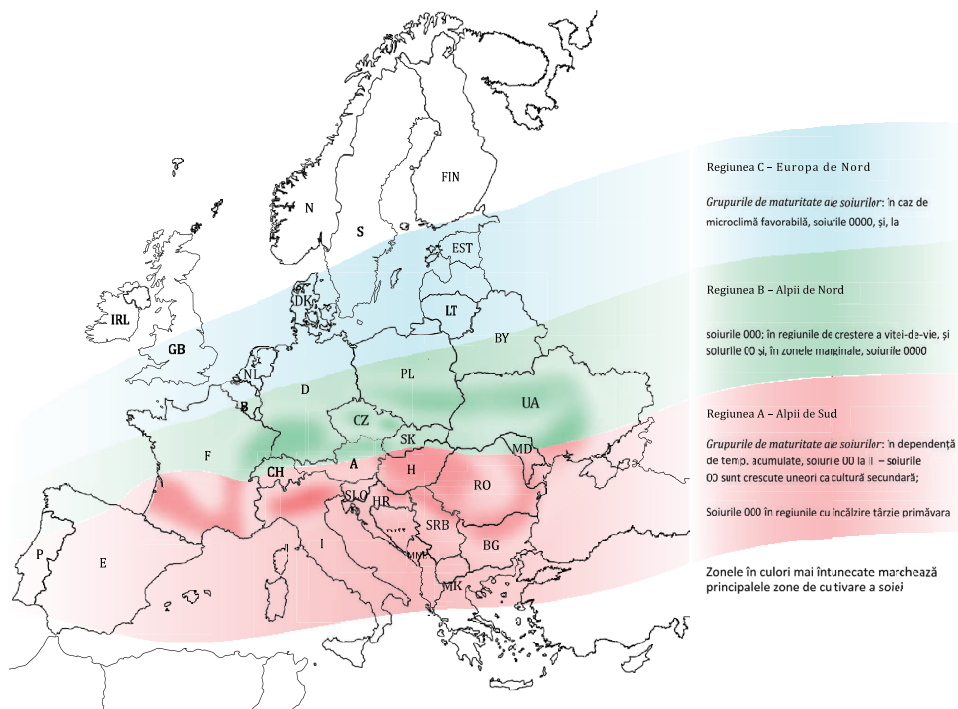 FIN
N
S
EST
DK
IRL
LT
GB
BY
NL
PL
D
B
UA
CZ
SK
MD
F
CH
A
H
RO
SLO
HR
SRB
I
BG
P
E
MK
Regiunea C – Europa de Nord
Grupurile de maturitate ale soiurilor: în caz de
microclimă favorabilă, soiurile 0000, și, la
Regiunea B – Alpii de Nord
soiurile 000; în regiunile de creștere a viței-de-vie, și
soiurile 00 și, în zonele marginale, soiurile 0000
Regiunea A – Alpii de Sud
Grupurile de maturitate ale soiurilor: în dependență
de temp. acumulate, soiurie 00 la II – soiurile
00 sunt crescute uneori ca cultură secundară;
Soiurile 000 în regiunile cu încălzire târzie primăvara
Zonele în culori mai întunecate marchează
principalele zone de cultivare a soiei